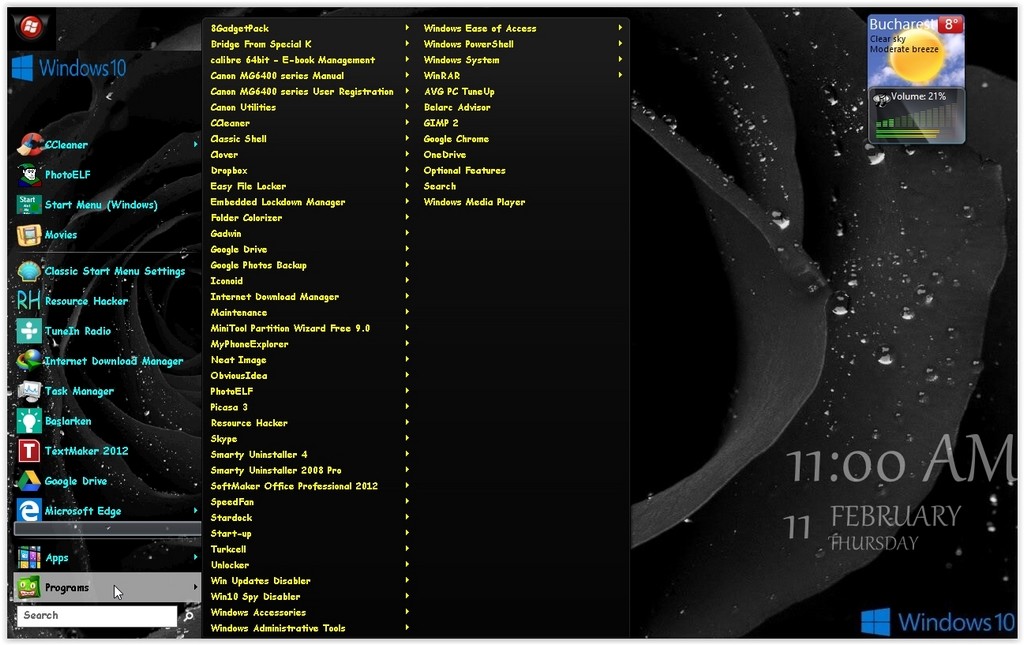 Windows 10
CCleaner
PhotoELF
Start
Start Menu (Windows)
Movies
Classic Start Menu Settings
RH
Resource Hacker
TuneIn Radio
Internet Download Manager
Task Manager
Baslarken
T
TextMaker 2012
Google Drive
Microsoft Edge
Apps
Programs
Search
8GadgetPack
Bridge From Special K
calibre 64bit - E-book Management
Canon MG6400 series Manual
Canon MG6400 series User Registration
Canon Utilities
CCleaner
Classic Shell
Clover
Dropbox
Easy File Locker
Embedded Lockdown Manager
Folder Colorizer
Gadwin
Google Drive
Google Photos Backup
Iconoid
Internet Download Manager
Maintenance
MiniTool Partition Wizard Free 9.0
MyPhoneExplorer
Neat Image
ObviousIdea
PhotoELF
Picasa 3
Resource Hacker
Skype
Smarty Uninstaller 4
Smarty Uninstaller 2008 Pro
SoftMaker Office Professional 2012
SpeedFan
Stardock
Start-up
Turkcell
Unlocker
Win Updates Disabler
Win10 Spy Disabler
Windows Accessories
Windows Administrative Tools
Windows Ease of Access
Windows PowerShell
Windows System
WinRAR
AVG PC TuneUp
Belarc Advisor
GIMP 2
Google Chrome
OneDrive
Optional Features
Search
Windows Media Player
Bucharest 8°
Clear sky
Moderate breeze
Volume: 21%
11:00 AM
11 FEBRUARY
THURSDAY
Windows 10